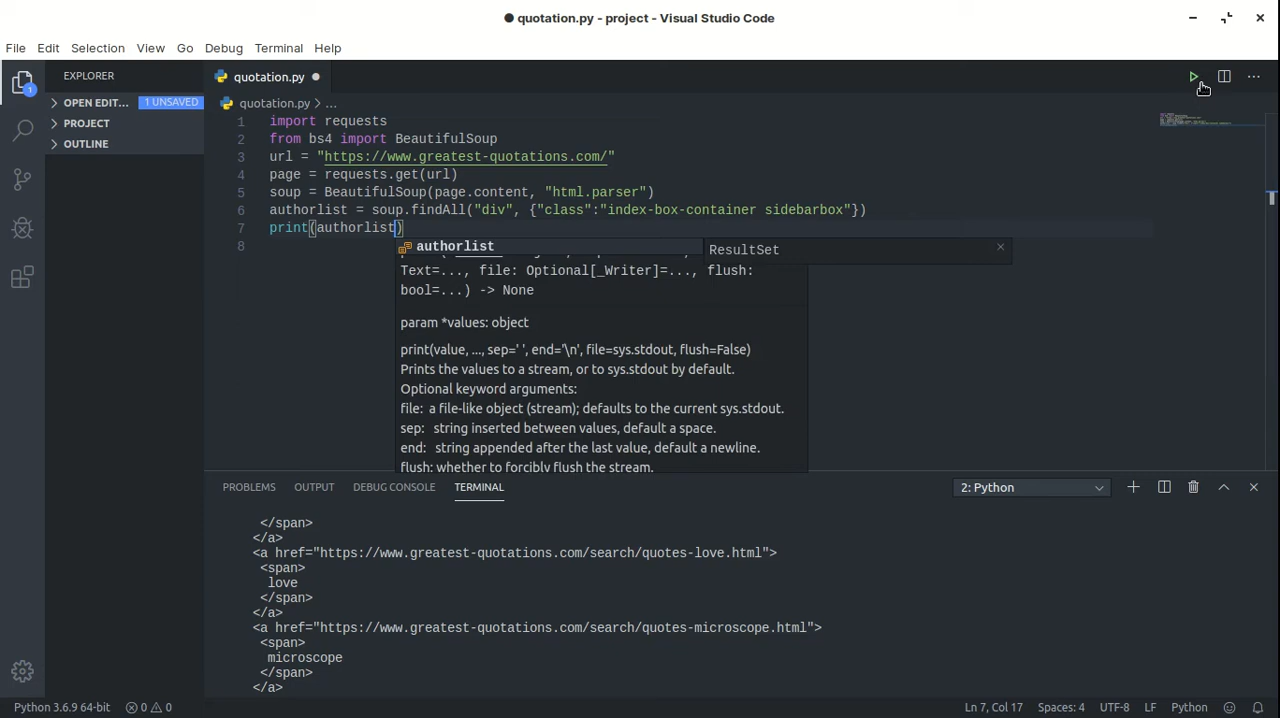 ● quotation.py - project - Visual Studio Code
File Edit Selection View Go Debug Terminal Help
EXPLORER
quotation.py ●
1
OPEN EDIT... 1 UNSAVED
PROJECT
OUTLINE
quotation.py > ...
1 import requests
2 from bs4 import BeautifulSoup
3 url = "https://www.greatest-quotations.com/"
4 page = requests.get(url)
5 soup = BeautifulSoup(page.content, "html.parser")
6 authorlist = soup.findAll("div", {"class":"index-box-container sidebarbox"})
7 print(authorlist)
8
authorlist
ResultSet
Text=..., file: Optional[_Writer]=..., flush:
bool=...) -> None
param *values: object
print(value, ..., sep=' ', end='\n', file=sys.stdout, flush=False)
Prints the values to a stream, or to sys.stdout by default.
Optional keyword arguments:
file: a file-like object (stream); defaults to the current sys.stdout.
sep: string inserted between values, default a space.
end: string appended after the last value, default a newline.
flush: whether to forcibly flush the stream.
PROBLEMS OUTPUT DEBUG CONSOLE TERMINAL 2: Python
</span>
</a>
<a href="https://www.greatest-quotations.com/search/quotes-love.html">
<span>
love
</span>
</a>
<a href="https://www.greatest-quotations.com/search/quotes-microscope.html">
<span>
microscope
</span>
</a>
Python 3.6.9 64-bit 0 0 Ln 7, Col 17 Spaces: 4 UTF-8 LF Python